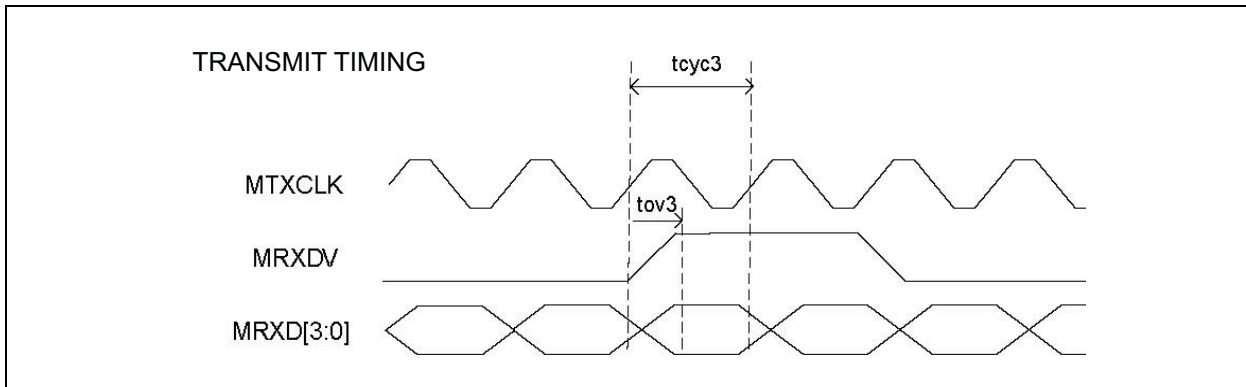 TRANSMIT TIMING
tcyc3
MTXCLK
tov3
MRXDV
MRXD[3:0]